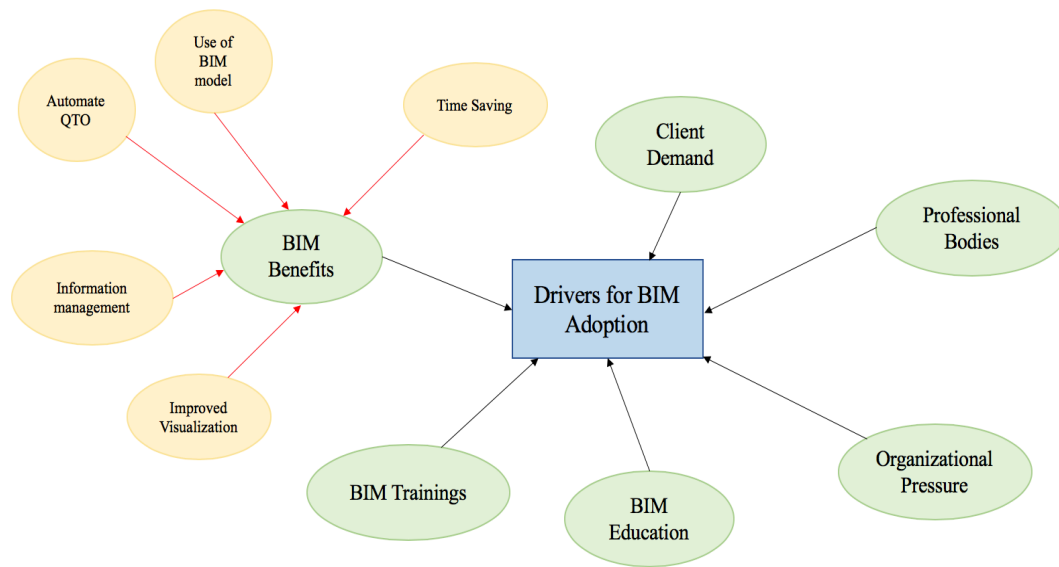 Use of
BIM
model
Automate
QTO
Time Saving
Client
Demand
Professional
Bodies
BIM
Benefits
Information
management
Drivers for BIM
Adoption
Improved
Visualization
BIM Trainings
BIM
Education
Organizational
Pressure